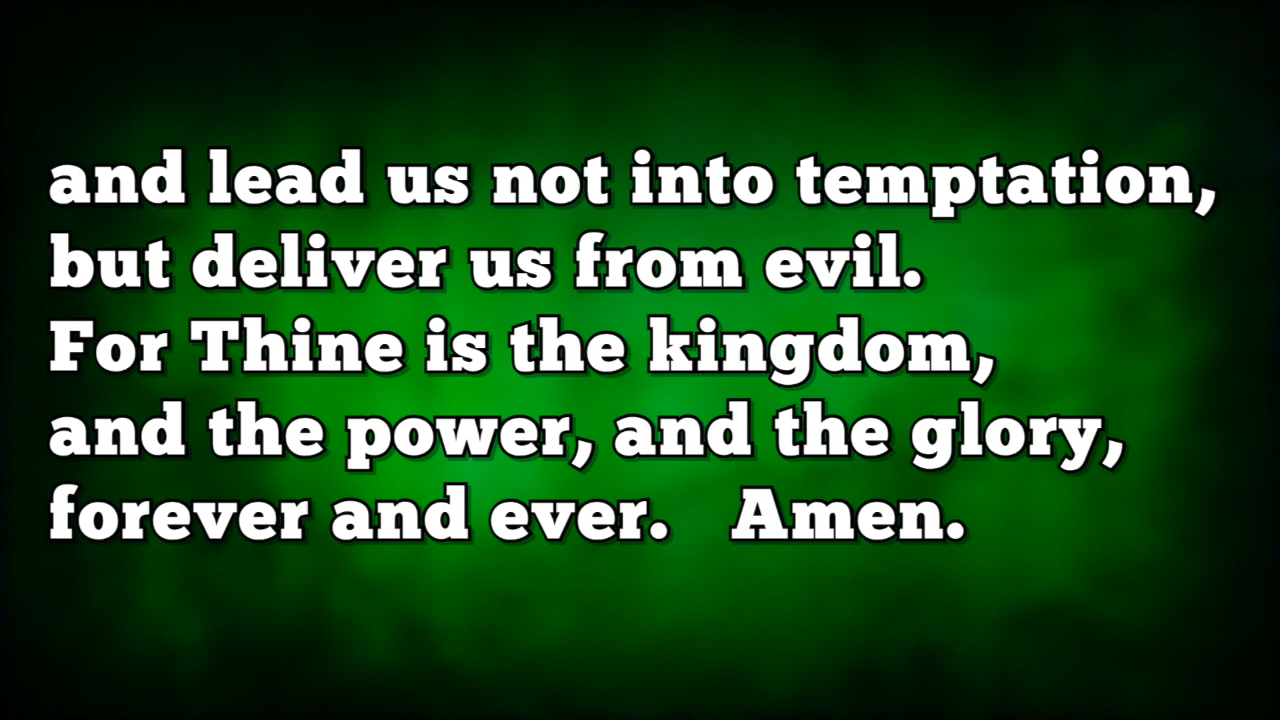 and lead us not into temptation,
but deliver us from evil.
For Thine is the kingdom,
and the power, and the glory,
forever and ever. Amen.